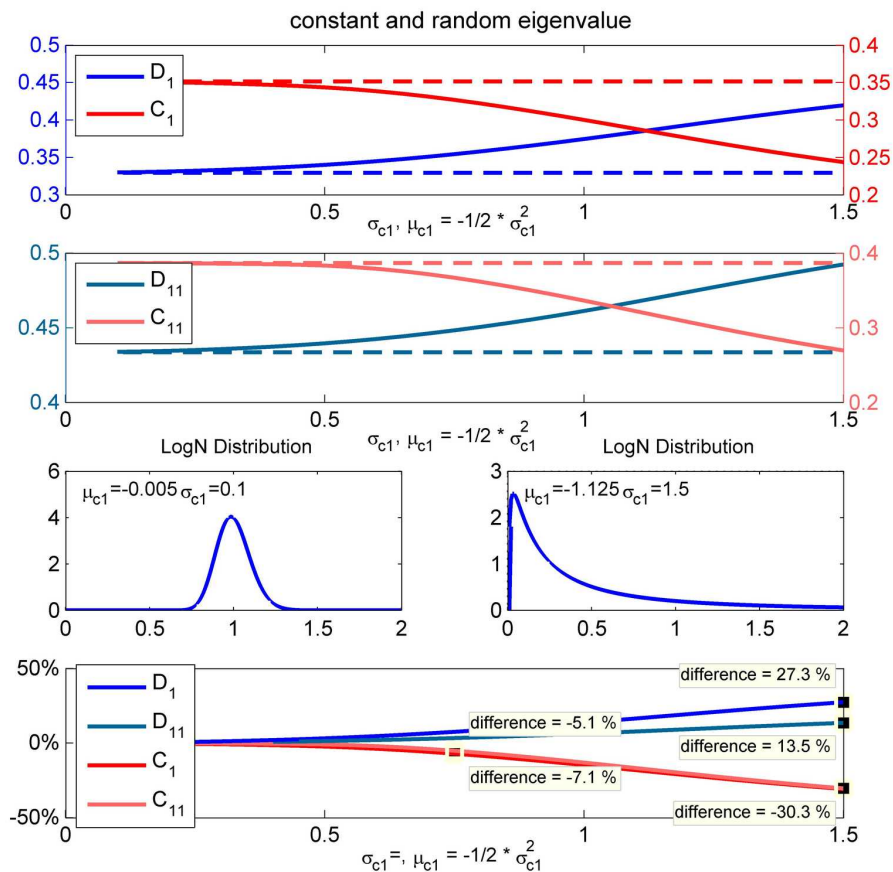 constant and random eigenvalue
0.5 0.4
0.45 0.35
0.4 0.3
0.35 0.25
0.3 0.2
D1
C1
0 0.5 1 1.5
σc1, μc1 = -1/2 * σ²c1
0.5 0.4
0.45 0.3
0.4 0.2
D11
C11
0 0.5 1 1.5
σc1, μc1 = -1/2 * σ²c1
LogN Distribution
6
4
2
0
μc1=-0.005 σc1=0.1
0 0.5 1 1.5 2
LogN Distribution
3
2
1
0
μc1=-1.125 σc1=1.5
0 0.5 1 1.5 2
50%
0%
-50%
D1
D11
C1
C11
difference = 27.3 %
difference = -5.1 %
difference = 13.5 %
difference = -7.1 %
difference = -30.3 %
0 0.5 1 1.5
σc1=, μc1 = -1/2 * σ²c1